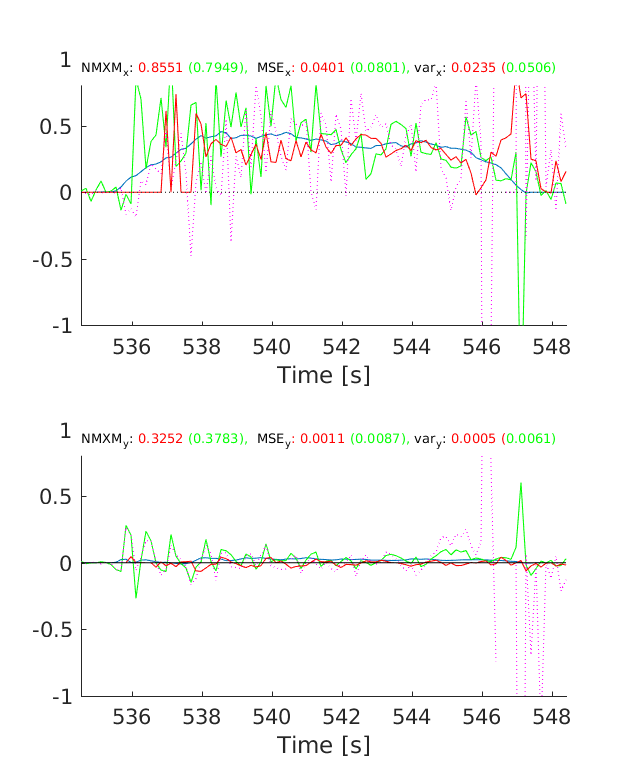 1
NMXMx: 0.8551 (0.7949), MSEx: 0.0401 (0.0801), varx: 0.0235 (0.0506)
0.5
0
-0.5
-1
536 538 540 542 544 546 548
Time [s]
1
NMXMy: 0.3252 (0.3783), MSEy: 0.0011 (0.0087), vary: 0.0005 (0.0061)
0.5
0
-0.5
-1
536 538 540 542 544 546 548
Time [s]